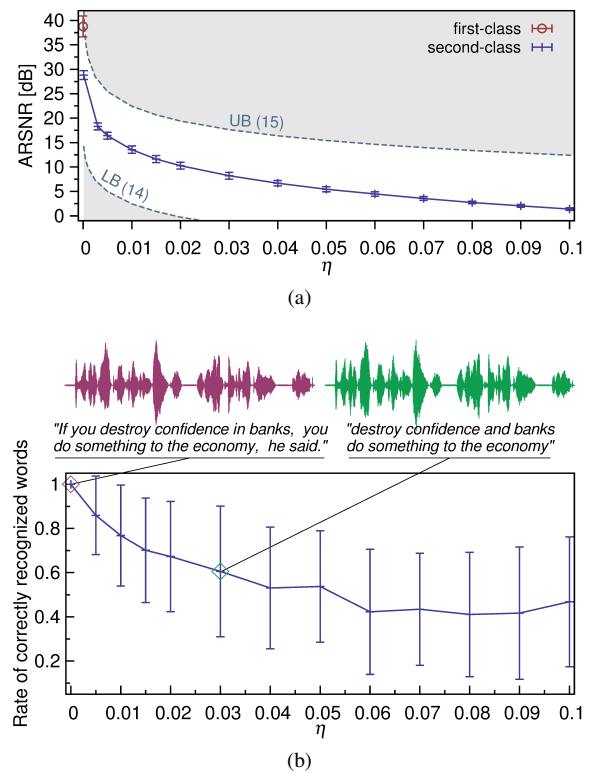 40
35
30
25
20
15
10
5
0
ARSNR [dB]
first-class
second-class
UB (15)
LB (14)
0 0.01 0.02 0.03 0.04 0.05 0.06 0.07 0.08 0.09 0.1
η
(a)
"If you destroy confidence in banks, you
do something to the economy, he said."
"destroy confidence and banks
do something to the economy"
Rate of correctly recognized words
1
0.8
0.6
0.4
0.2
0 0.01 0.02 0.03 0.04 0.05 0.06 0.07 0.08 0.09 0.1
η
(b)